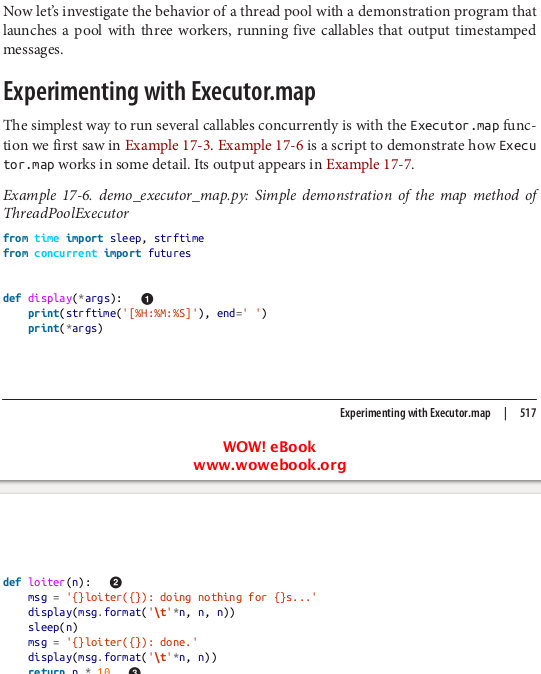 Now let's investigate the behavior of a thread pool with a demonstration program that
launches a pool with three workers, running five callables that output timestamped
messages.
Experimenting with Executor.map
The simplest way to run several callables concurrently is with the Executor.map func-
tion we first saw in Example 17-3. Example 17-6 is a script to demonstrate how Execu
tor.map works in some detail. Its output appears in Example 17-7.
Example 17-6. demo_executor_map.py: Simple demonstration of the map method of
ThreadPoolExecutor
from time import sleep, strftime
from concurrent import futures
def display(*args): ❶
    print(strftime('[%H:%M:%S]'), end=' ')
    print(*args)
Experimenting with Executor.map | 517
WOW! eBook
www.wowebook.org
def loiter(n): ❷
    msg = '{}loiter({}): doing nothing for {}s...'
    display(msg.format('\t'*n, n, n))
    sleep(n)
    msg = '{}loiter({}): done.'
    display(msg.format('\t'*n, n))
    return n * 10 ❸